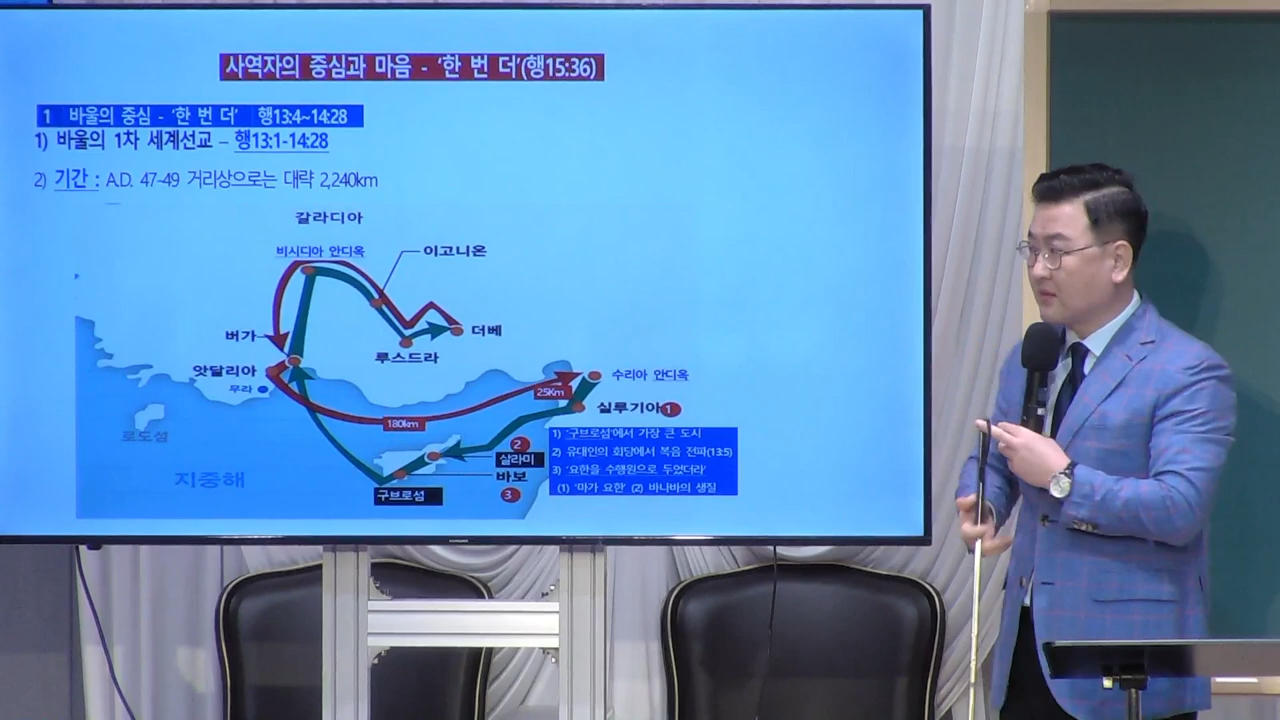 사역자의 중심과 마음 - '한 번 더'(행15:36)
1 바울의 중심 - '한 번 더' 행13:4~14:28
1) 바울의 1차 세계선교 – 행13:1-14:28
2) 기간 : A.D. 47-49 거리상으로는 대략 2,240km
갈라디아
비시디아 안디옥
이고니온
버가
더베
루스드라
앗달리아
무라
수리아 안디옥
25Km
실루기아 1
180km
로도섬
2
살라미
지중해
바보
구브로섬
3
1) '구브로섬'에서 가장 큰 도시
2) 유대인의 회당에서 복음 전파(13:5)
3) '요한을 수행원으로 두었더라'
(1) '마가 요한' (2) 바나바의 생질